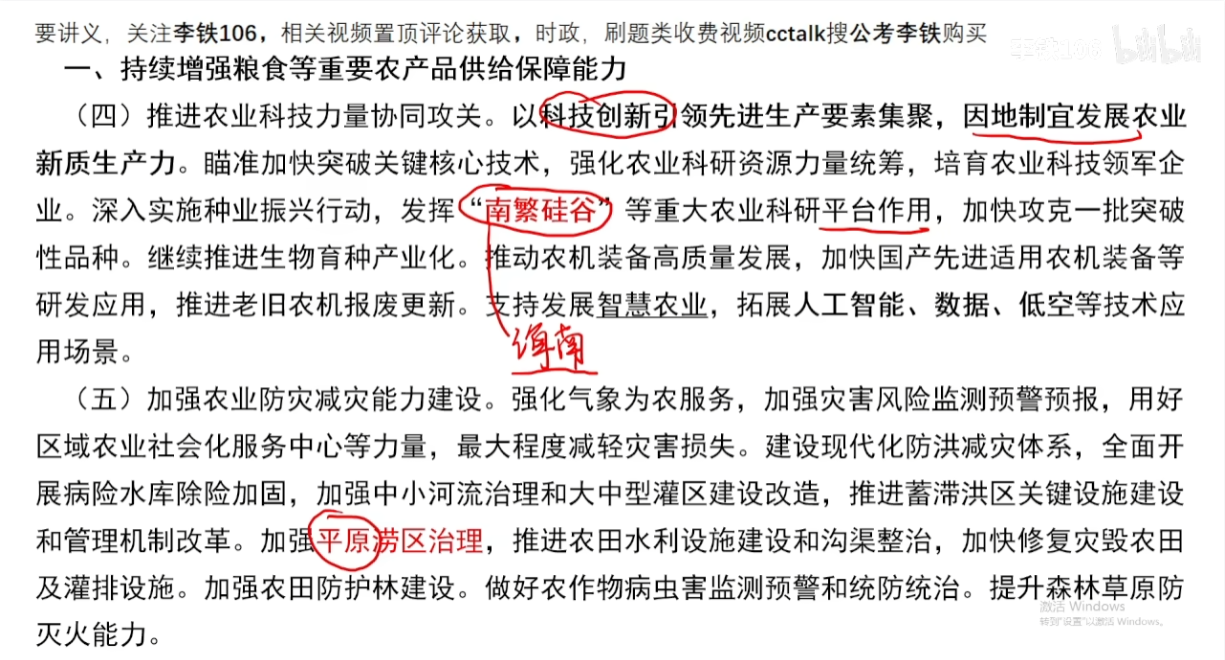 要讲义，关注李铁106，相关视频置顶评论获取，时政，刷题类收费视频cctalk搜公考李铁购买
李铁106 bilibili
一、持续增强粮食等重要农产品供给保障能力
（四）推进农业科技力量协同攻关。以科技创新引领先进生产要素集聚，因地制宜发展农业
新质生产力。瞄准加快突破关键核心技术，强化农业科研资源力量统筹，培育农业科技领军企
业。深入实施种业振兴行动，发挥“南繁硅谷”等重大农业科研平台作用，加快攻克一批突破
性品种。继续推进生物育种产业化。推动农机装备高质量发展，加快国产先进适用农机装备等
研发应用，推进老旧农机报废更新。支持发展智慧农业，拓展人工智能、数据、低空等技术应
用场景。
海南
（五）加强农业防灾减灾能力建设。强化气象为农服务，加强灾害风险监测预警预报，用好
区域农业社会化服务中心等力量，最大程度减轻灾害损失。建设现代化防洪减灾体系，全面开
展病险水库除险加固，加强中小河流治理和大中型灌区建设改造，推进蓄滞洪区关键设施建设
和管理机制改革。加强平原涝区治理，推进农田水利设施建设和沟渠整治，加快修复灾毁农田
及灌排设施。加强农田防护林建设。做好农作物病虫害监测预警和统防统治。提升森林草原防
灭火能力。
激活 Windows
转到“设置”以激活 Windows。